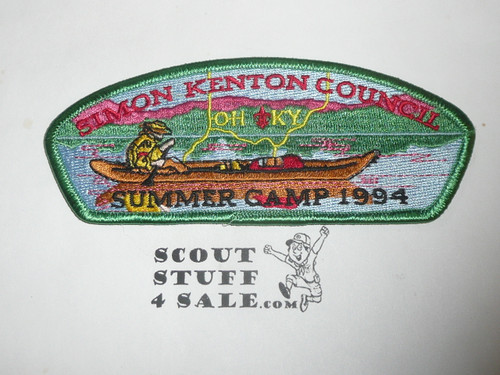 SIMON KENTON COUNCIL
OH KY
SUMMER CAMP 1994
SCOUT
STUFF
4 SALE.COM